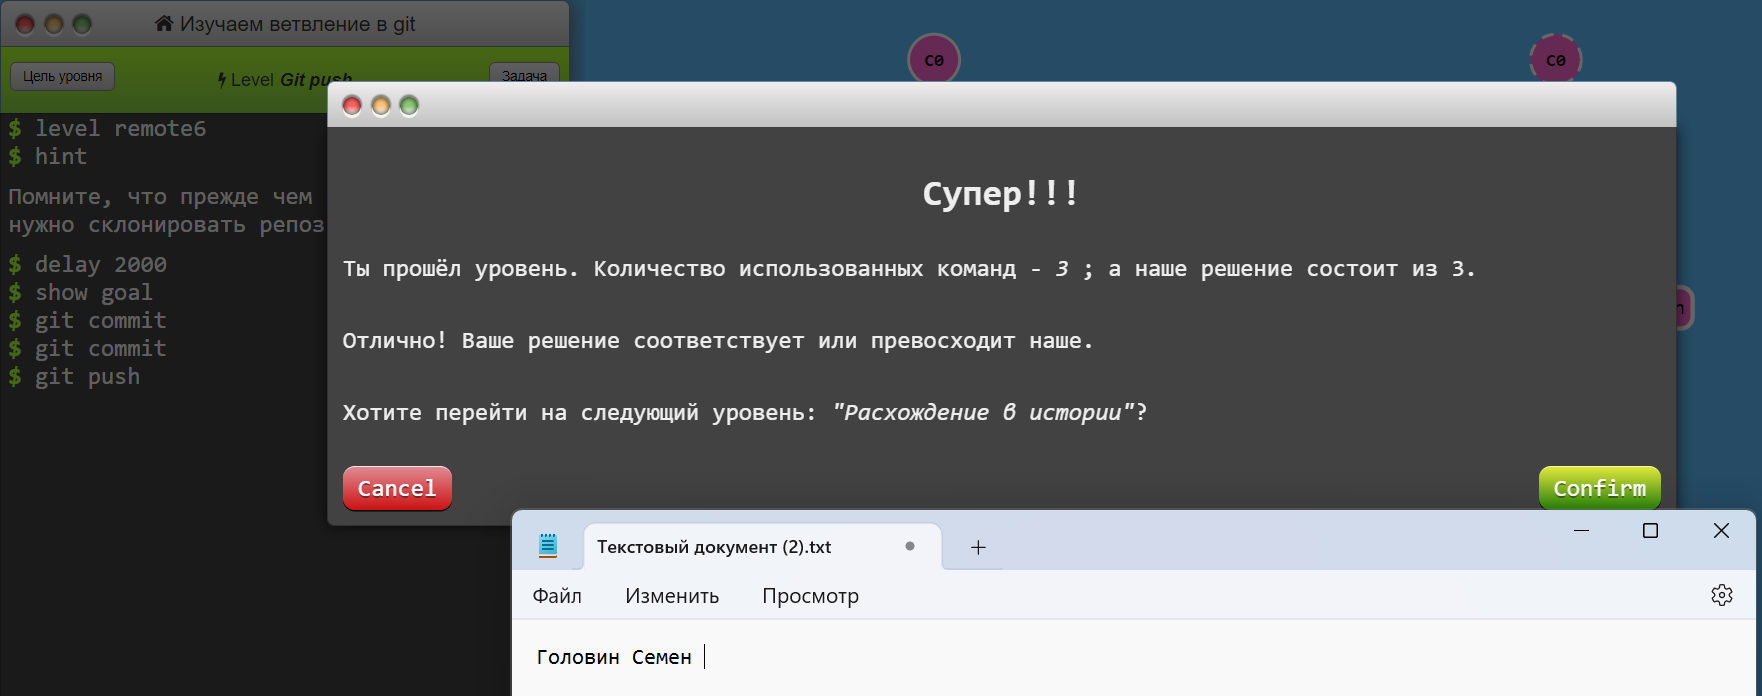 Изучаем ветвление в git
Цель уровня
Level Git push
Задача
$ level remote6
$ hint
Помните, что прежде чем
нужно склонировать репоз
$ delay 2000
$ show goal
$ git commit
$ git commit
$ git push
C0
C0
Супер!!!
Ты прошёл уровень. Количество использованных команд - 3 ; а наше решение состоит из 3.
Отлично! Ваше решение соответствует или превосходит наше.
Хотите перейти на следующий уровень: "Расхождение в истории"?
Cancel
Confirm
Текстовый документ (2).txt
Файл
Изменить
Просмотр
Головин Семен